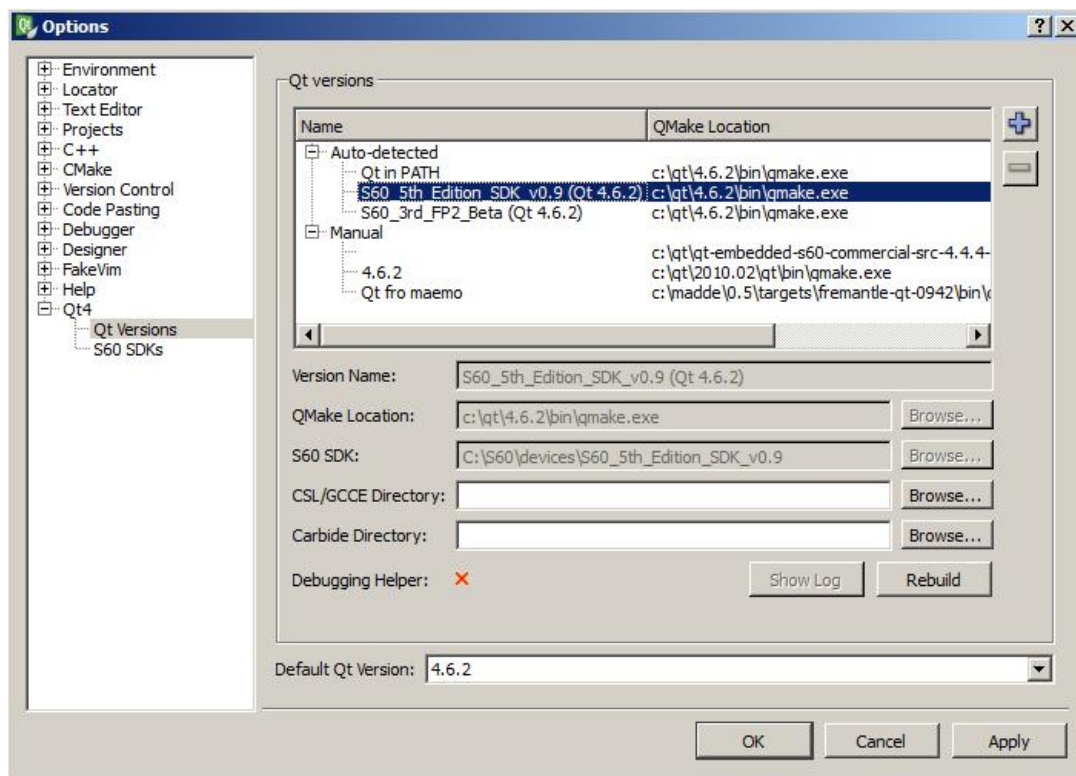 Options
Environment
Locator
Text Editor
Projects
C++
CMake
Version Control
Code Pasting
Debugger
Designer
FakeVim
Help
Qt4
Qt Versions
S60 SDKs
Qt versions
Name QMake Location
Auto-detected
Qt in PATH c:\qt\4.6.2\bin\qmake.exe
S60_5th_Edition_SDK_v0.9 (Qt 4.6.2) c:\qt\4.6.2\bin\qmake.exe
S60_3rd_FP2_Beta (Qt 4.6.2) c:\qt\4.6.2\bin\qmake.exe
Manual
c:\qt\qt-embedded-s60-commercial-src-4.4.4-
4.6.2 c:\qt\2010.02\qt\bin\qmake.exe
Qt fro maemo c:\madde\0.5\targets\fremantle-qt-0942\bin\
Version Name: S60_5th_Edition_SDK_v0.9 (Qt 4.6.2)
QMake Location: c:\qt\4.6.2\bin\qmake.exe Browse...
S60 SDK: C:\S60\devices\S60_5th_Edition_SDK_v0.9 Browse...
CSL/GCCE Directory: Browse...
Carbide Directory: Browse...
Debugging Helper: Show Log Rebuild
Default Qt Version: 4.6.2
OK Cancel Apply